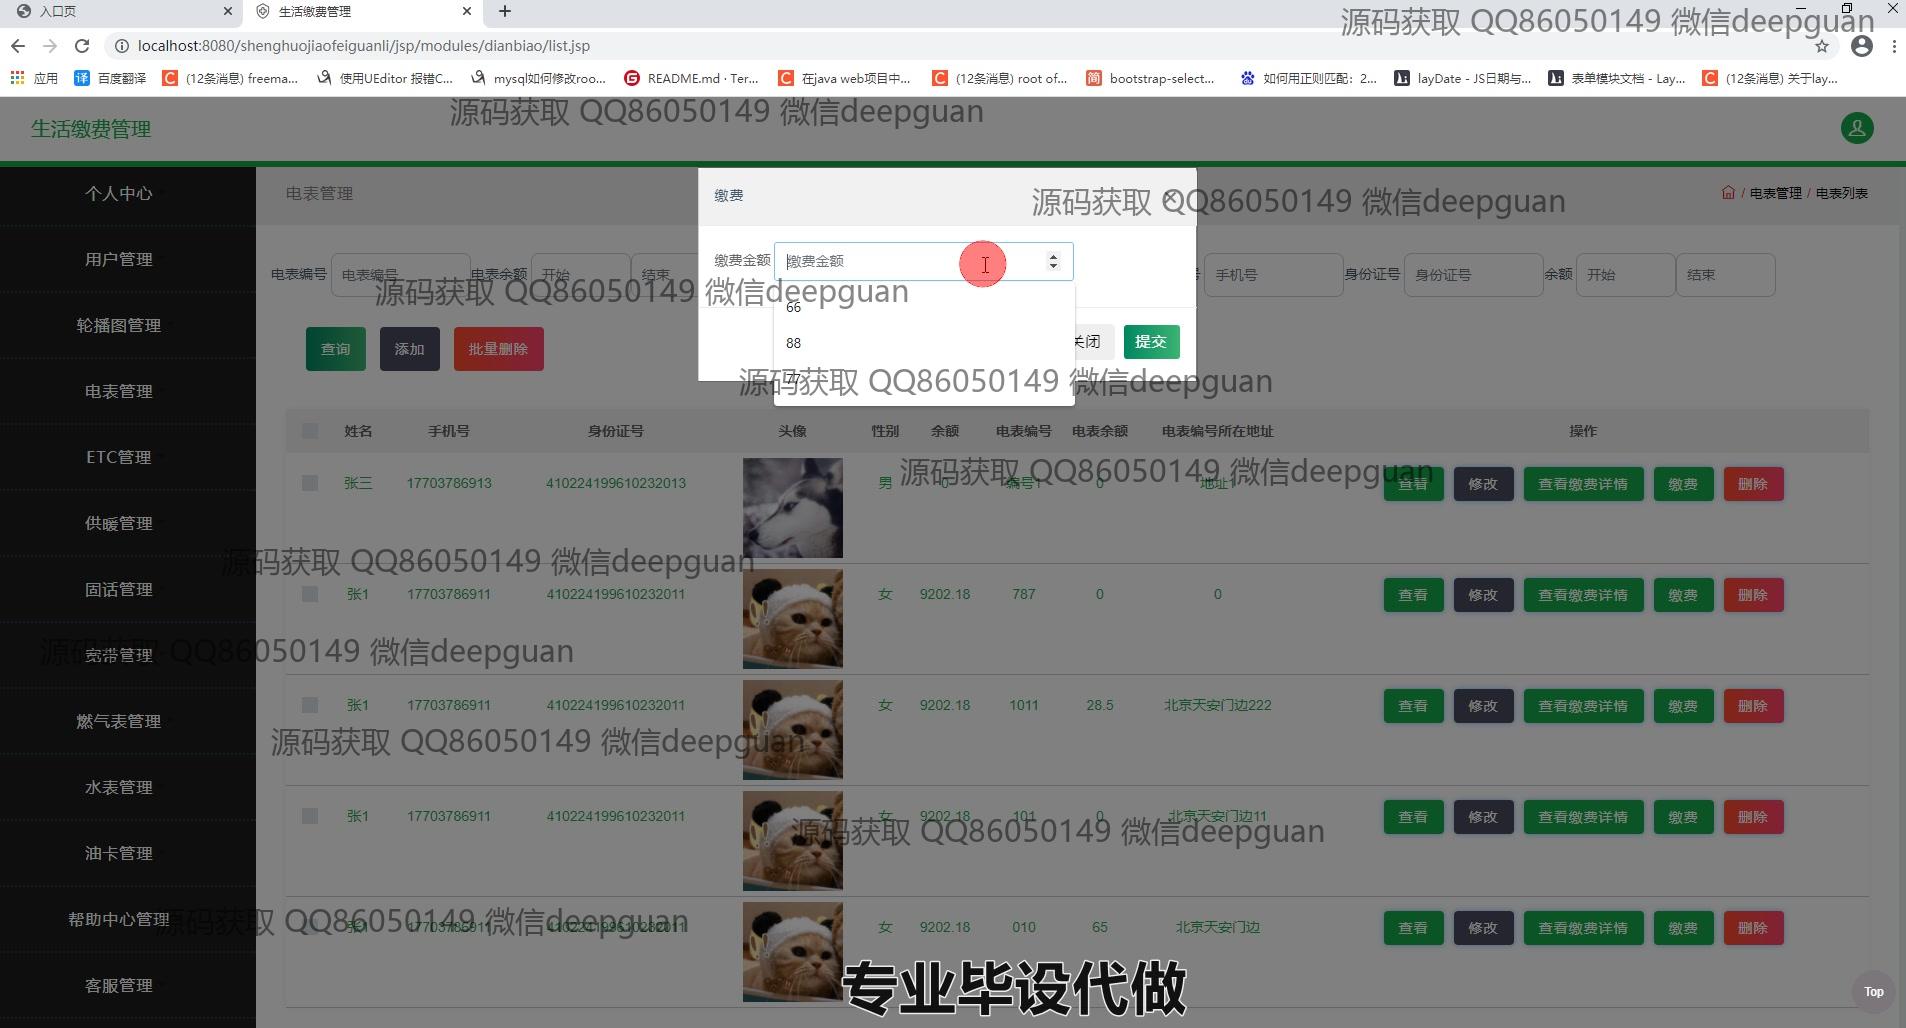 入口页
生活缴费管理
源码获取 QQ86050149 微信deepguan
localhost:8080/shenghuojiaofeiguanli/jsp/modules/dianbiao/list.jsp
应用 百度翻译 (12条消息) freema... 使用UEditor 报错C... mysql如何修改roo... README.md · Ter... 在java web项目中... (12条消息) root of... bootstrap-select... 如何用正则匹配：2... layDate - JS日期与... 表单模块文档 - Lay... (12条消息) 关于lay...
源码获取 QQ86050149 微信deepguan
生活缴费管理
个人中心
用户管理
轮播图管理
电表管理
ETC管理
供暖管理
固话管理
宽带管理
燃气表管理
水表管理
油卡管理
帮助中心管理
客服管理
电表管理
电表管理 / 电表列表
缴费
源码获取 QQ86050149 微信deepguan
缴费金额 缴费金额
66
88
77
关闭 提交
电表编号 电表编号 电表余额 开始 结束 手机号 身份证号 身份证号 余额 开始 结束
源码获取 QQ86050149 微信deepguan
查询 添加 批量删除
源码获取 QQ86050149 微信deepguan
姓名 手机号 身份证号 头像 性别 余额 电表编号 电表余额 电表编号所在地址 操作
源码获取 QQ86050149 微信deepguan
张三 17703786913 410224199610232013 男 0 编号1 0 地址1 查看 修改 查看缴费详情 缴费 删除
源码获取 QQ86050149 微信deepguan
张1 17703786911 410224199610232011 女 9202.18 787 0 0 查看 修改 查看缴费详情 缴费 删除
源码获取 QQ86050149 微信deepguan
张1 17703786911 410224199610232011 女 9202.18 1011 28.5 北京天安门边222 查看 修改 查看缴费详情 缴费 删除
源码获取 QQ86050149 微信deepguan
张1 17703786911 410224199610232011 女 9202.18 101 0 北京天安门边11 查看 修改 查看缴费详情 缴费 删除
源码获取 QQ86050149 微信deepguan
张1 17703786911 410224199610232011 女 9202.18 010 65 北京天安门边 查看 修改 查看缴费详情 缴费 删除
源码获取 QQ86050149 微信deepguan
专业毕设代做
Top